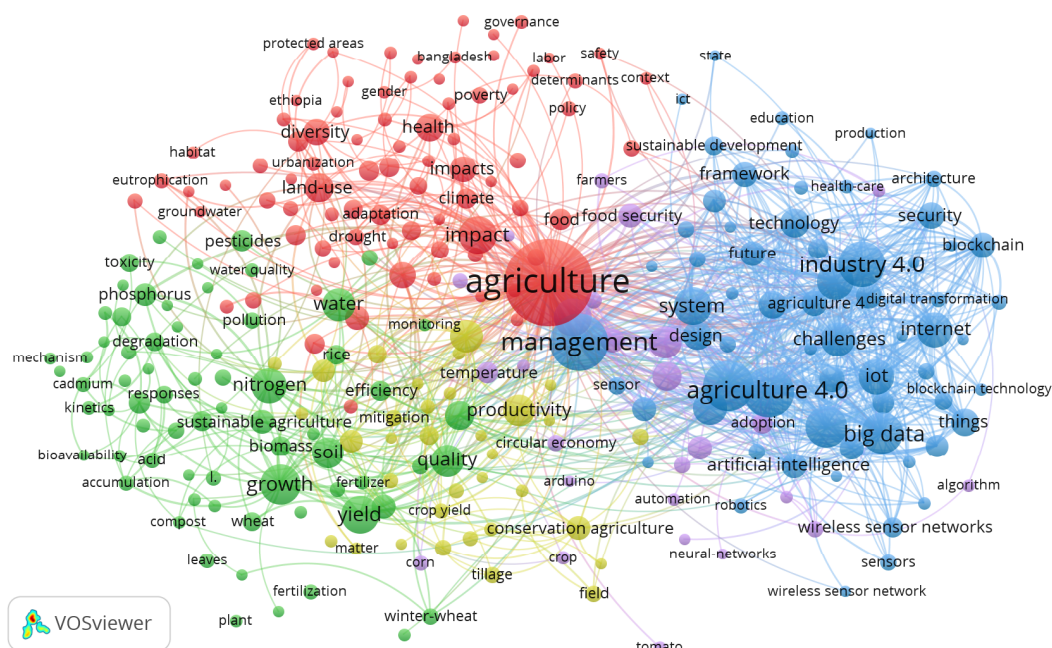 governance
protected areas
bangladesh
labor
safety
state
ethiopia
gender
poverty
determinants
context
ict
policy
education
diversity
health
production
habitat
urbanization
impacts
sustainable development
eutrophication
land-use
climate
farmers
framework
health-care
architecture
groundwater
adaptation
food
food security
technology
security
pesticides
drought
impact
future
blockchain
toxicity
water quality
agriculture
industry 4.0
phosphorus
water
system
agriculture 4
digital transformation
pollution
monitoring
management
design
challenges
internet
degradation
rice
mechanism
temperature
sensor
iot
cadmium
responses
nitrogen
efficiency
agriculture 4.0
blockchain technology
kinetics
sustainable agriculture
mitigation
productivity
adoption
things
bioavailability
acid
biomass
soil
quality
circular economy
big data
accumulation
l.
growth
fertilizer
arduino
artificial intelligence
algorithm
compost
wheat
yield
crop yield
conservation agriculture
automation
robotics
wireless sensor networks
leaves
matter
corn
tillage
crop
neural-networks
sensors
fertilization
field
wireless sensor network
plant
winter-wheat
VOSviewer
tomato